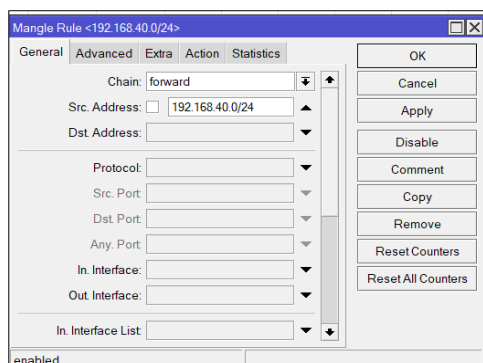 Mangle Rule <192.168.40.0/24>
General Advanced Extra Action Statistics
OK
Chain: forward
Cancel
Src. Address: 192.168.40.0/24
Apply
Dst. Address:
Disable
Protocol:
Comment
Src. Port:
Copy
Dst. Port:
Remove
Any. Port:
Reset Counters
In. Interface:
Reset All Counters
Out. Interface:
In. Interface List:
enabled